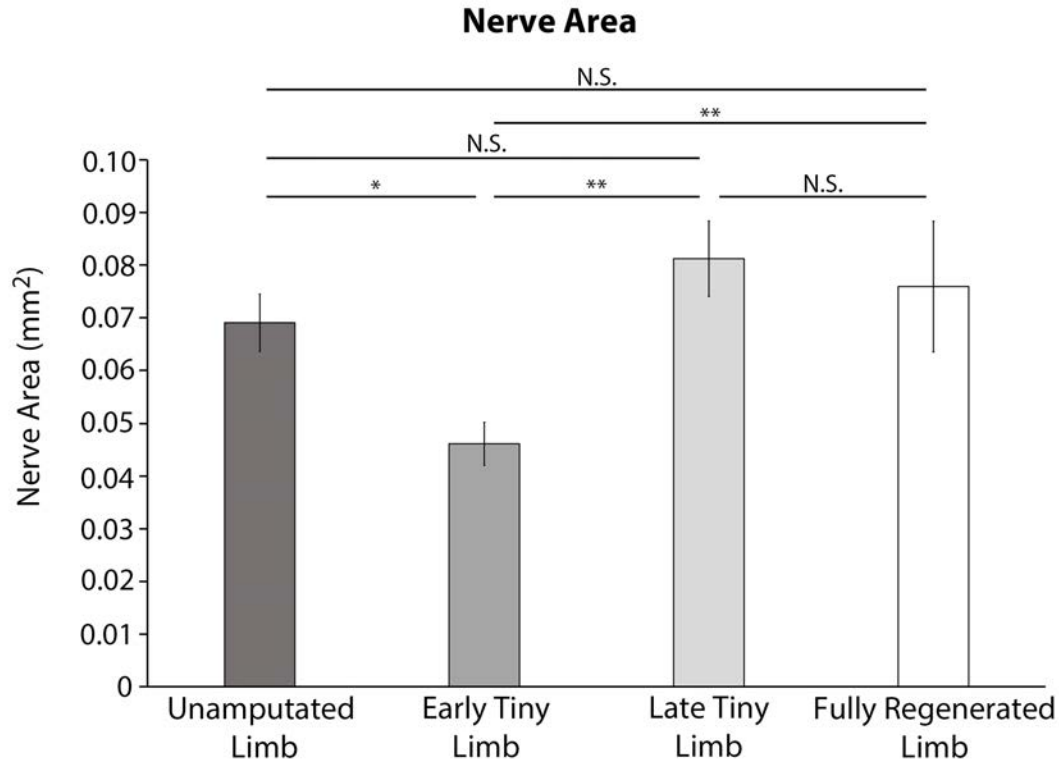 Nerve Area
N.S.
**
N.S.
* ** N.S.
Nerve Area (mm²)
0.10
0.09
0.08
0.07
0.06
0.05
0.04
0.03
0.02
0.01
0
Unamputated
Limb
Early Tiny
Limb
Late Tiny
Limb
Fully Regenerated
Limb